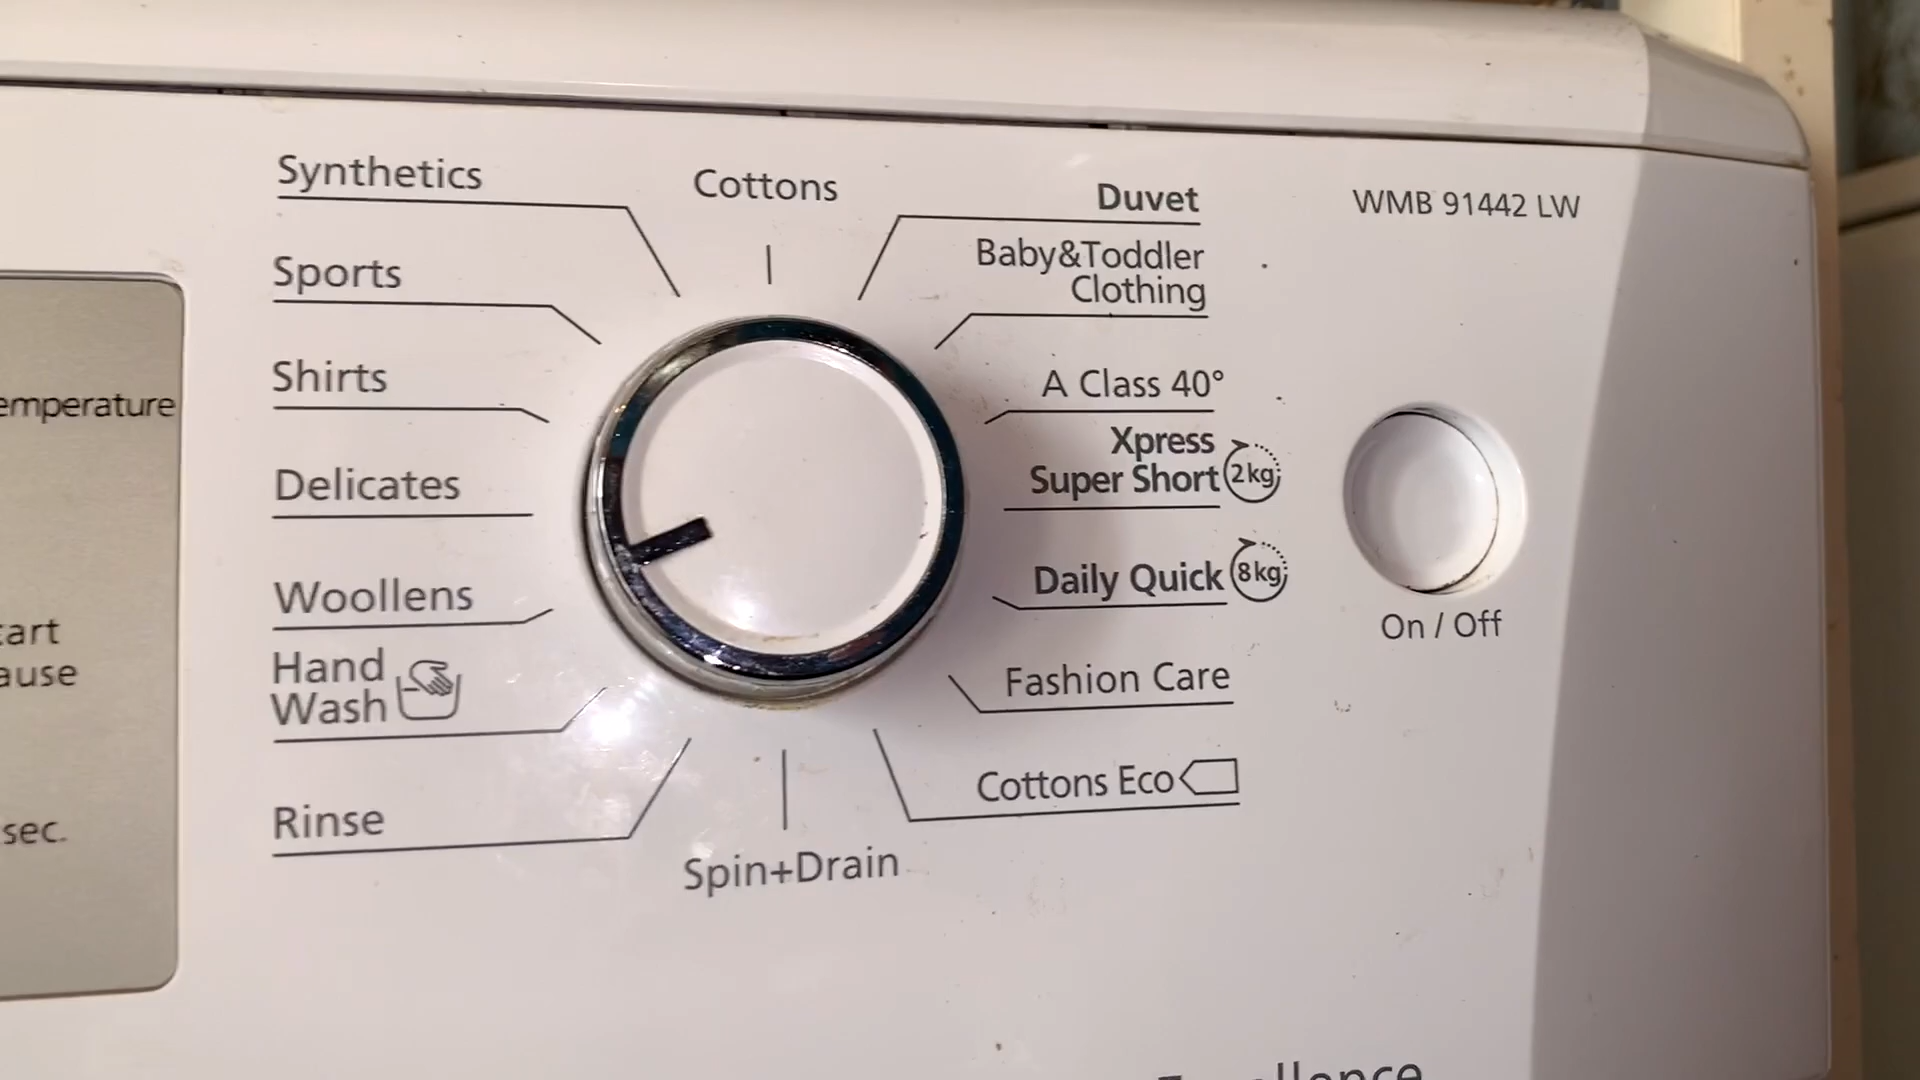 Synthetics
Cottons
Duvet
WMB 91442 LW
Sports
Baby&Toddler
Clothing
Shirts
A Class 40°
emperature
Xpress
Super Short 2kg
Delicates
Daily Quick 8kg
Woollens
On / Off
tart
ause
Hand
Wash
Fashion Care
Cottons Eco
Rinse
sec.
Spin+Drain